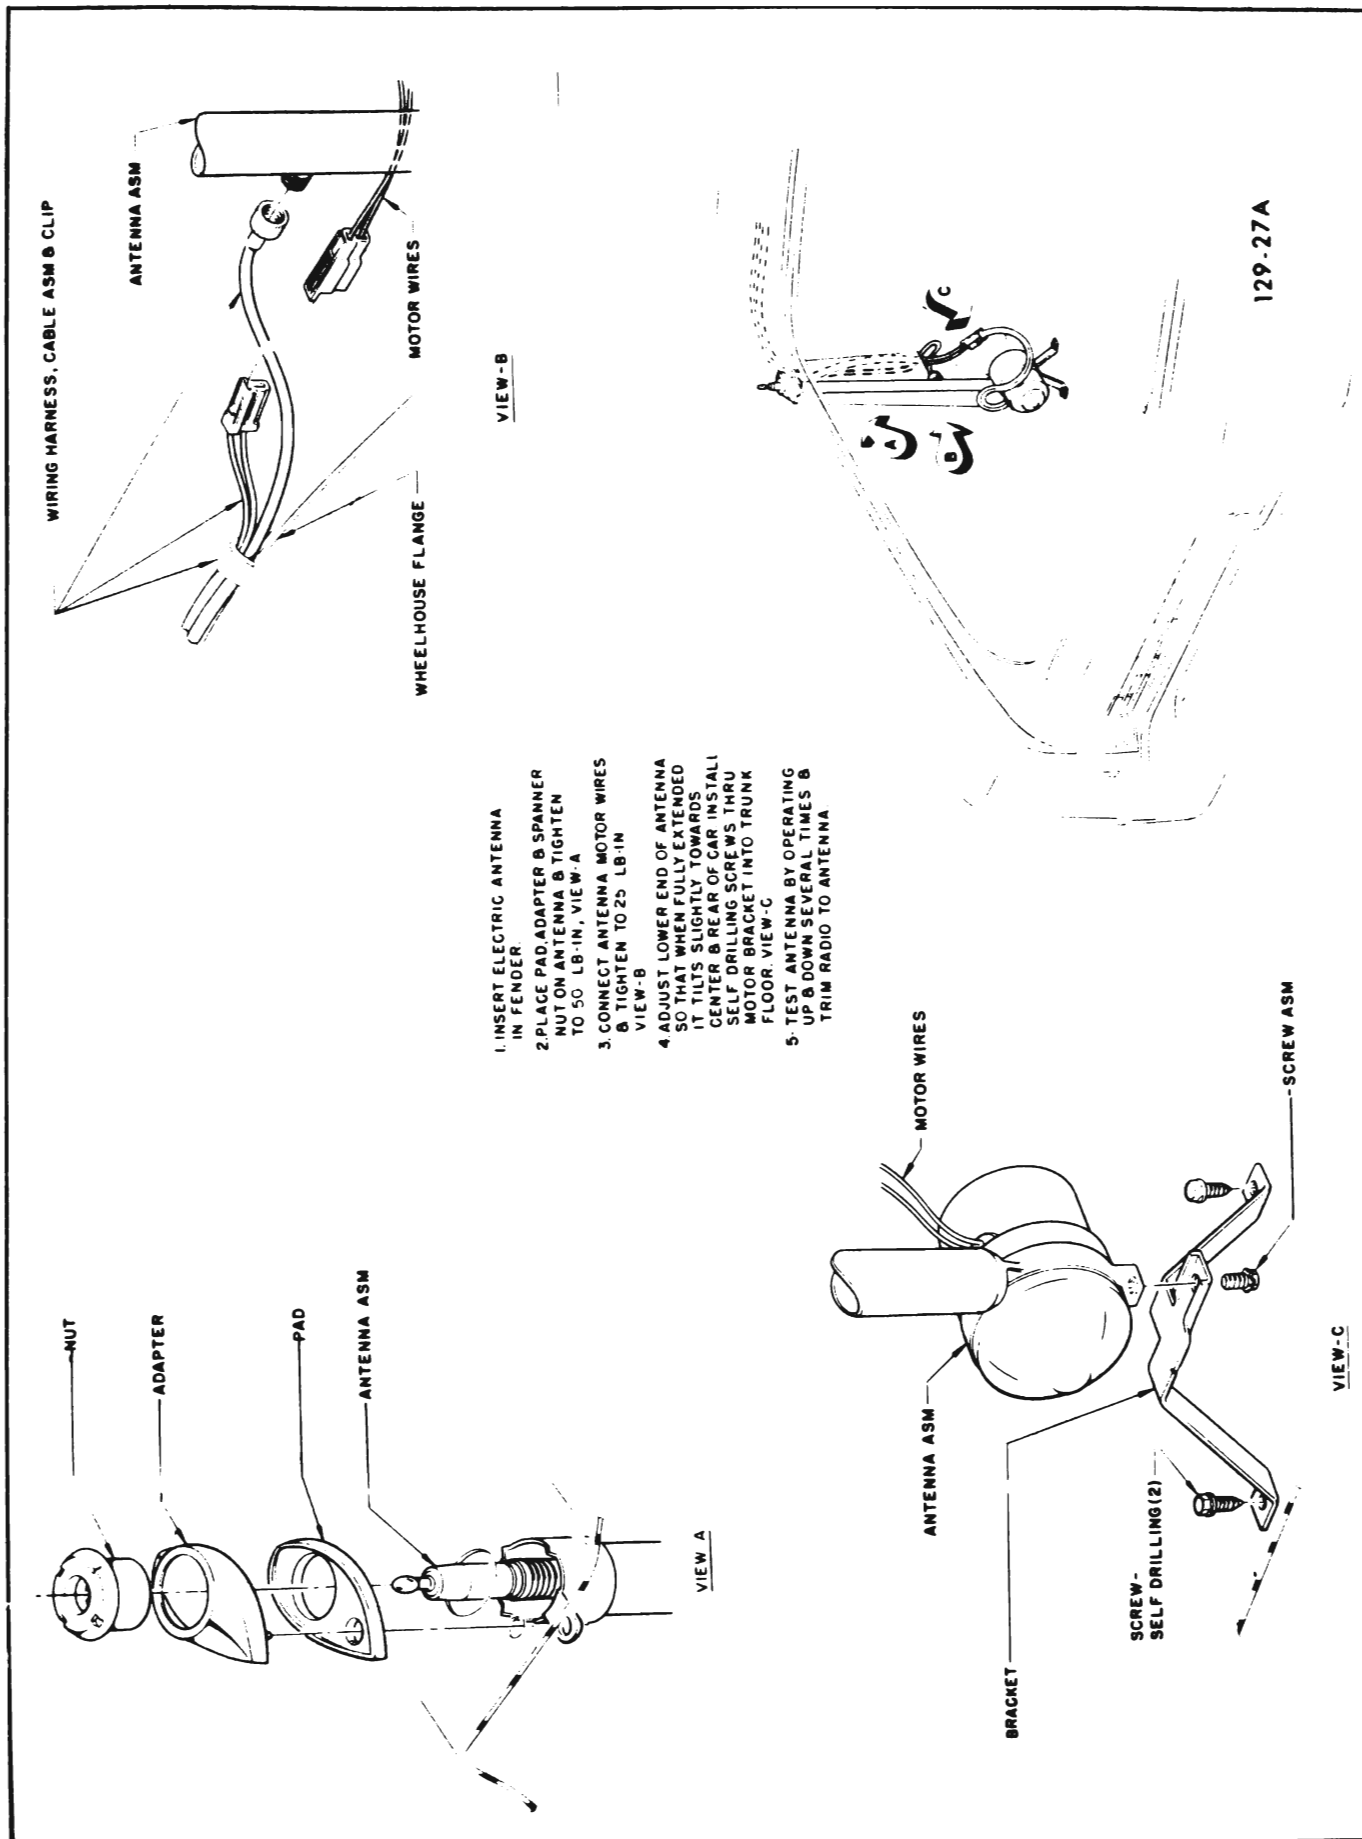 NUT
ADAPTER
PAD
ANTENNA ASM
VIEW A
WIRING HARNESS, CABLE ASM & CLIP
ANTENNA ASM
MOTOR WIRES
WHEELHOUSE FLANGE
VIEW-B
1. INSERT ELECTRIC ANTENNA
IN FENDER.
2. PLACE PAD, ADAPTER & SPANNER
NUT ON ANTENNA & TIGHTEN
TO 50 LB-IN, VIEW-A
3. CONNECT ANTENNA MOTOR WIRES
& TIGHTEN TO 25 LB-IN
VIEW-B
4. ADJUST LOWER END OF ANTENNA
SO THAT WHEN FULLY EXTENDED
IT TILTS SLIGHTLY TOWARDS
CENTER & REAR OF CAR INSTALL
SELF DRILLING SCREWS THRU
MOTOR BRACKET INTO TRUNK
FLOOR. VIEW-C
5- TEST ANTENNA BY OPERATING
UP & DOWN SEVERAL TIMES &
TRIM RADIO TO ANTENNA.
MOTOR WIRES
ANTENNA ASM
BRACKET
SCREW-
SELF DRILLING (2)
SCREW ASM
VIEW-C
A
B
C
129-27A